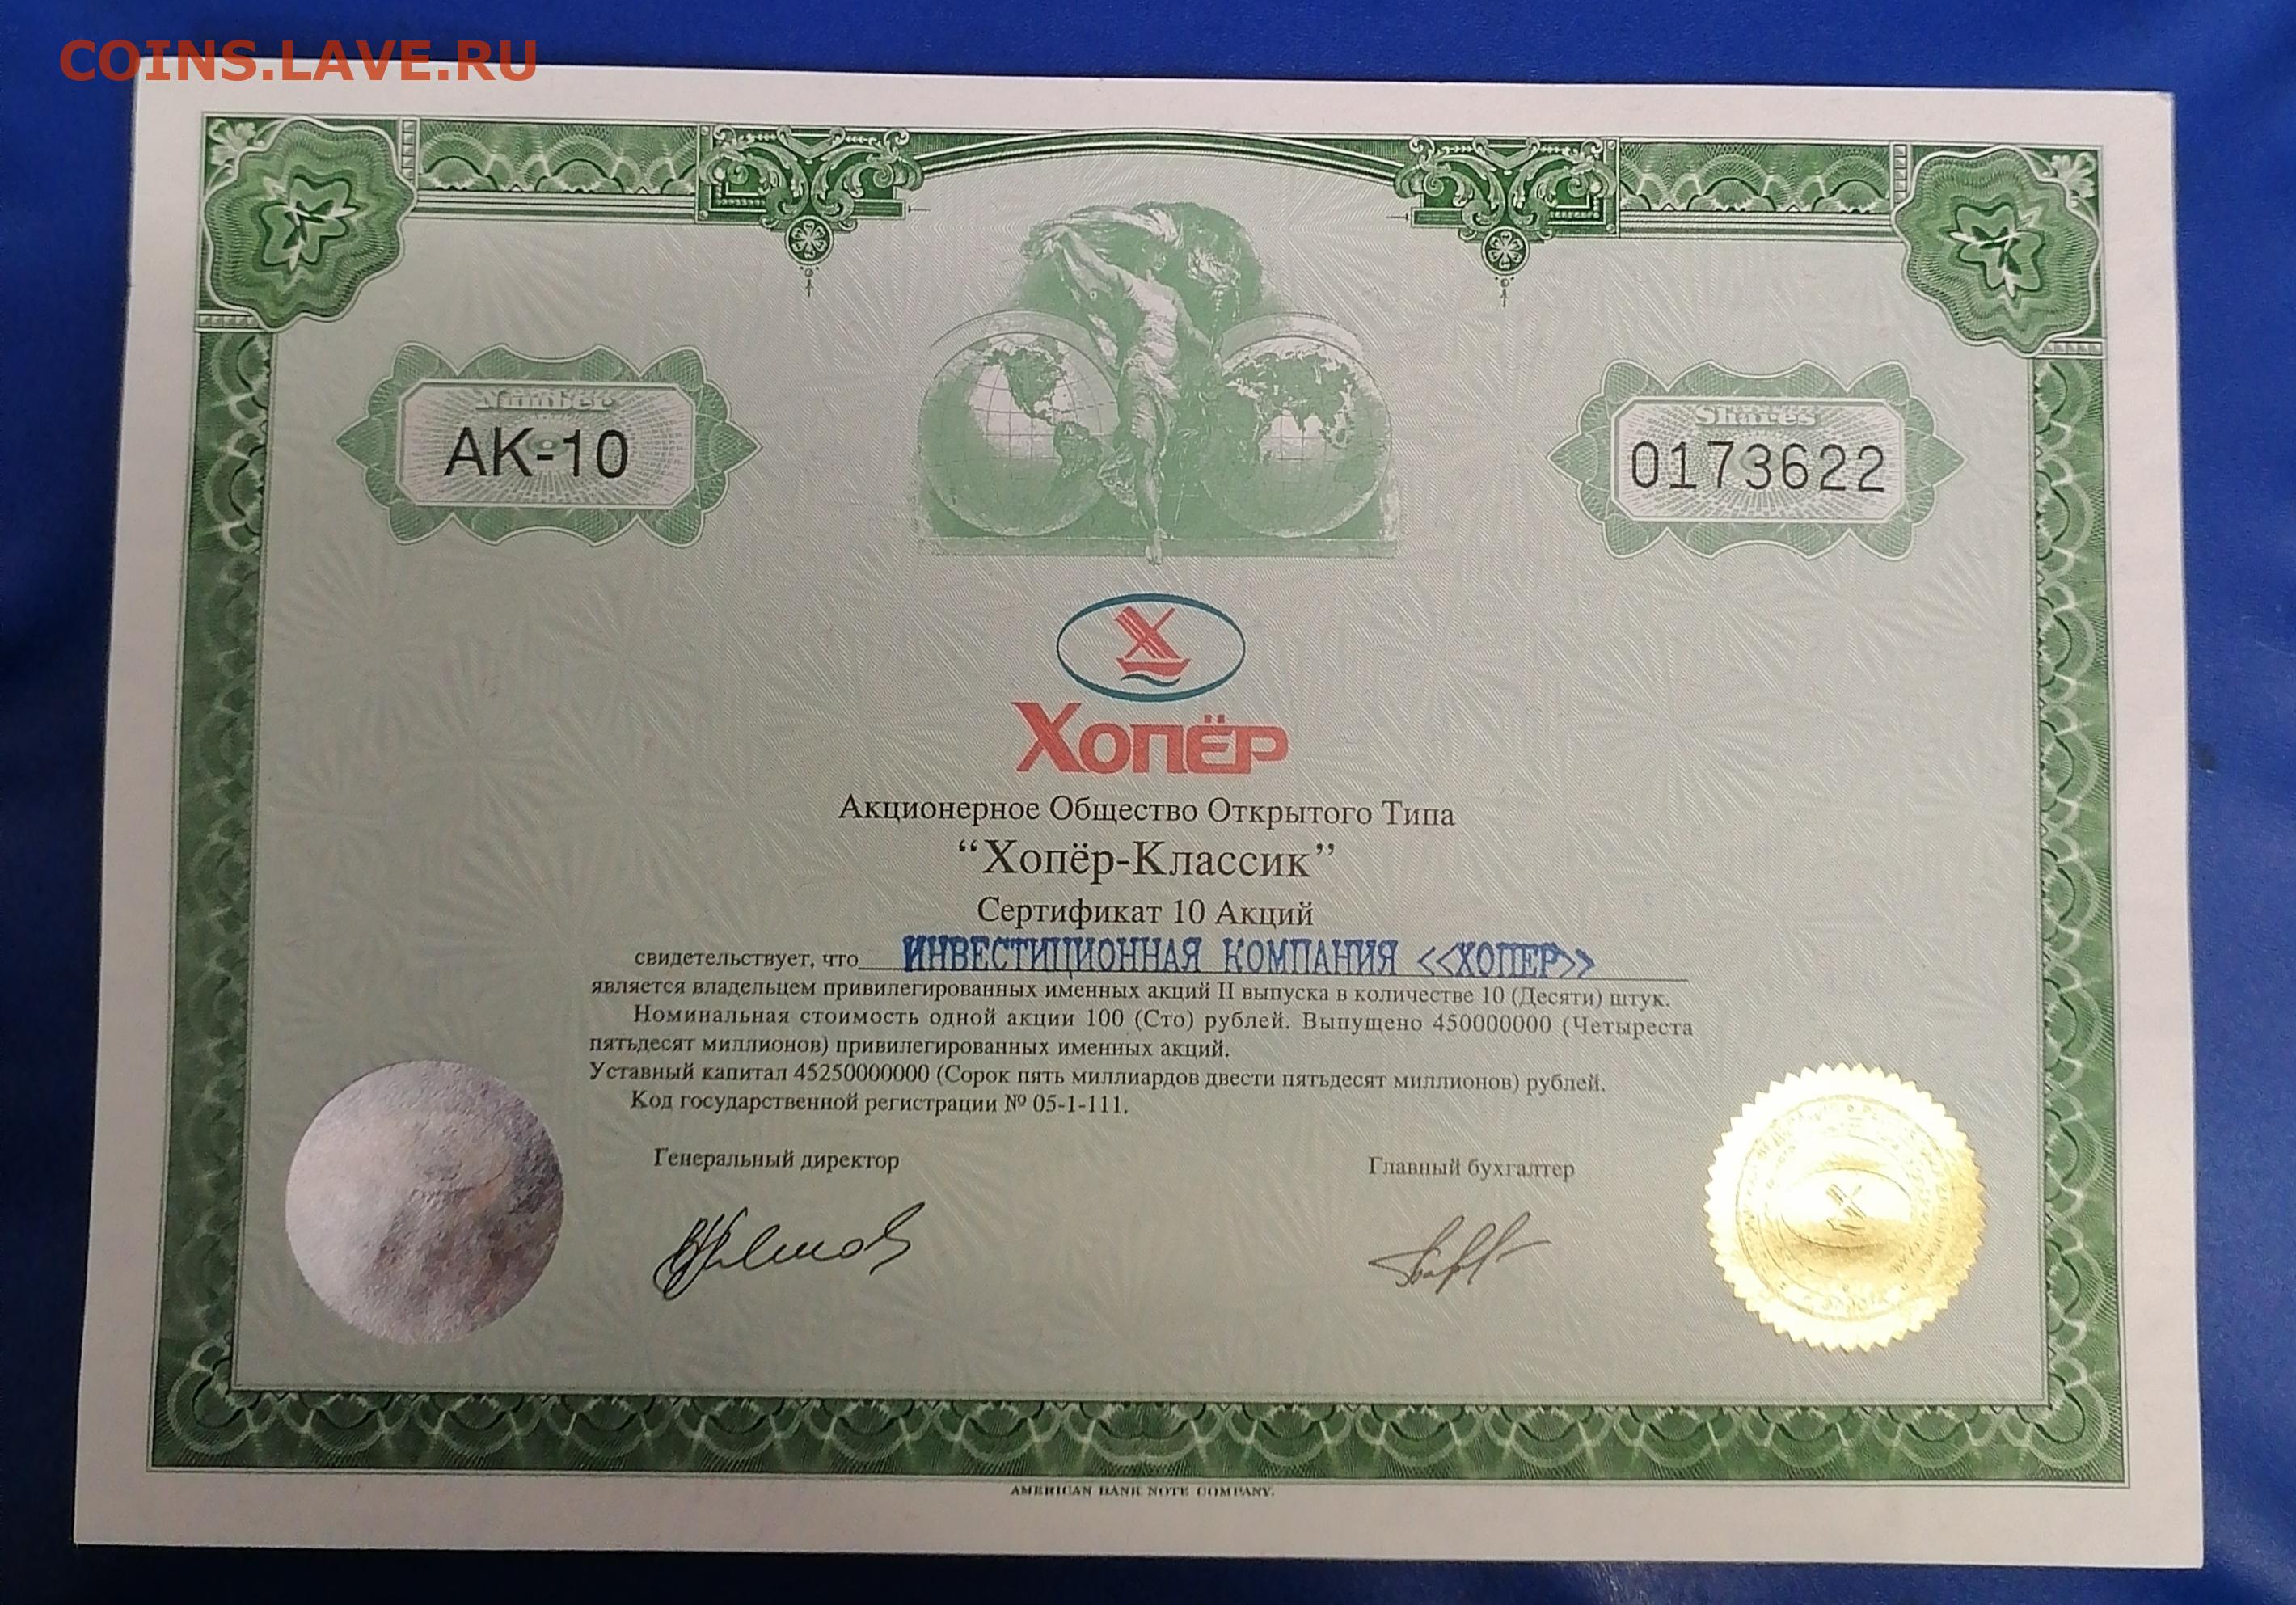 COINS.LAVE.RU
Number
AK-10
Shares
0173622
ХОПЁР
Акционерное Общество Открытого Типа
“Хопёр-Классик”
Сертификат 10 Акций
свидетельствует, что ИНВЕСТИЦИОННАЯ КОМПАНИЯ <<ХОПЕР>>
является владельцем привилегированных именных акций II выпуска в количестве 10 (Десяти) штук.
Номинальная стоимость одной акции 100 (Сто) рублей. Выпущено 450000000 (Четыреста
пятьдесят миллионов) привилегированных именных акций.
Уставный капитал 45250000000 (Сорок пять миллиардов двести пятьдесят миллионов) рублей.
Код государственной регистрации № 05-1-111.
Генеральный директор
Главный бухгалтер
AMERICAN BANK NOTE COMPANY.